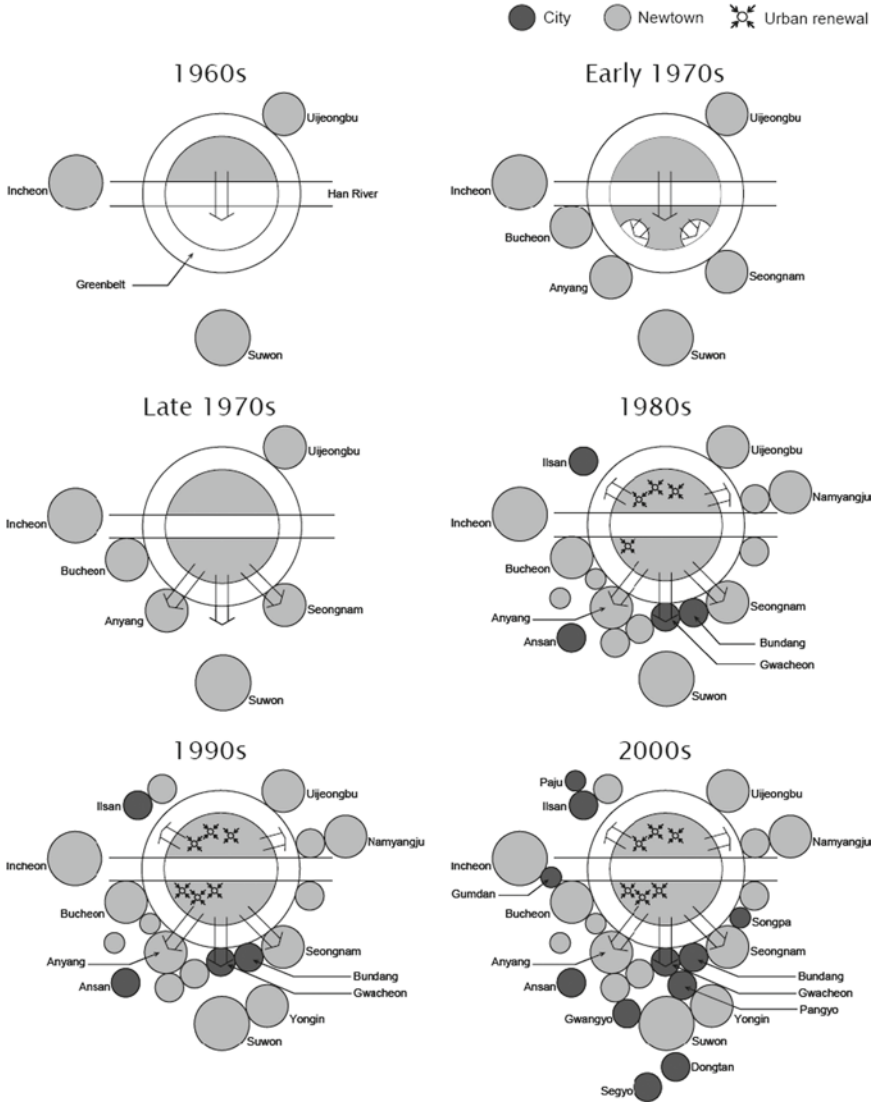 City Newtown Urban renewal
1960s
Uijeongbu
Incheon
Han River
Greenbelt
Suwon
Early 1970s
Uijeongbu
Incheon
Bucheon
Anyang
Seongnam
Suwon
Late 1970s
Uijeongbu
Incheon
Bucheon
Anyang
Seongnam
Suwon
1980s
Ilsan
Uijeongbu
Namyangju
Incheon
Bucheon
Anyang
Seongnam
Ansan
Bundang
Gwacheon
Suwon
1990s
Ilsan
Uijeongbu
Namyangju
Incheon
Bucheon
Anyang
Seongnam
Ansan
Bundang
Gwacheon
Yongin
Suwon
2000s
Paju
Ilsan
Uijeongbu
Namyangju
Incheon
Gumdan
Bucheon
Songpa
Anyang
Seongnam
Ansan
Bundang
Gwacheon
Pangyo
Gwangyo
Yongin
Suwon
Dongtan
Segyo